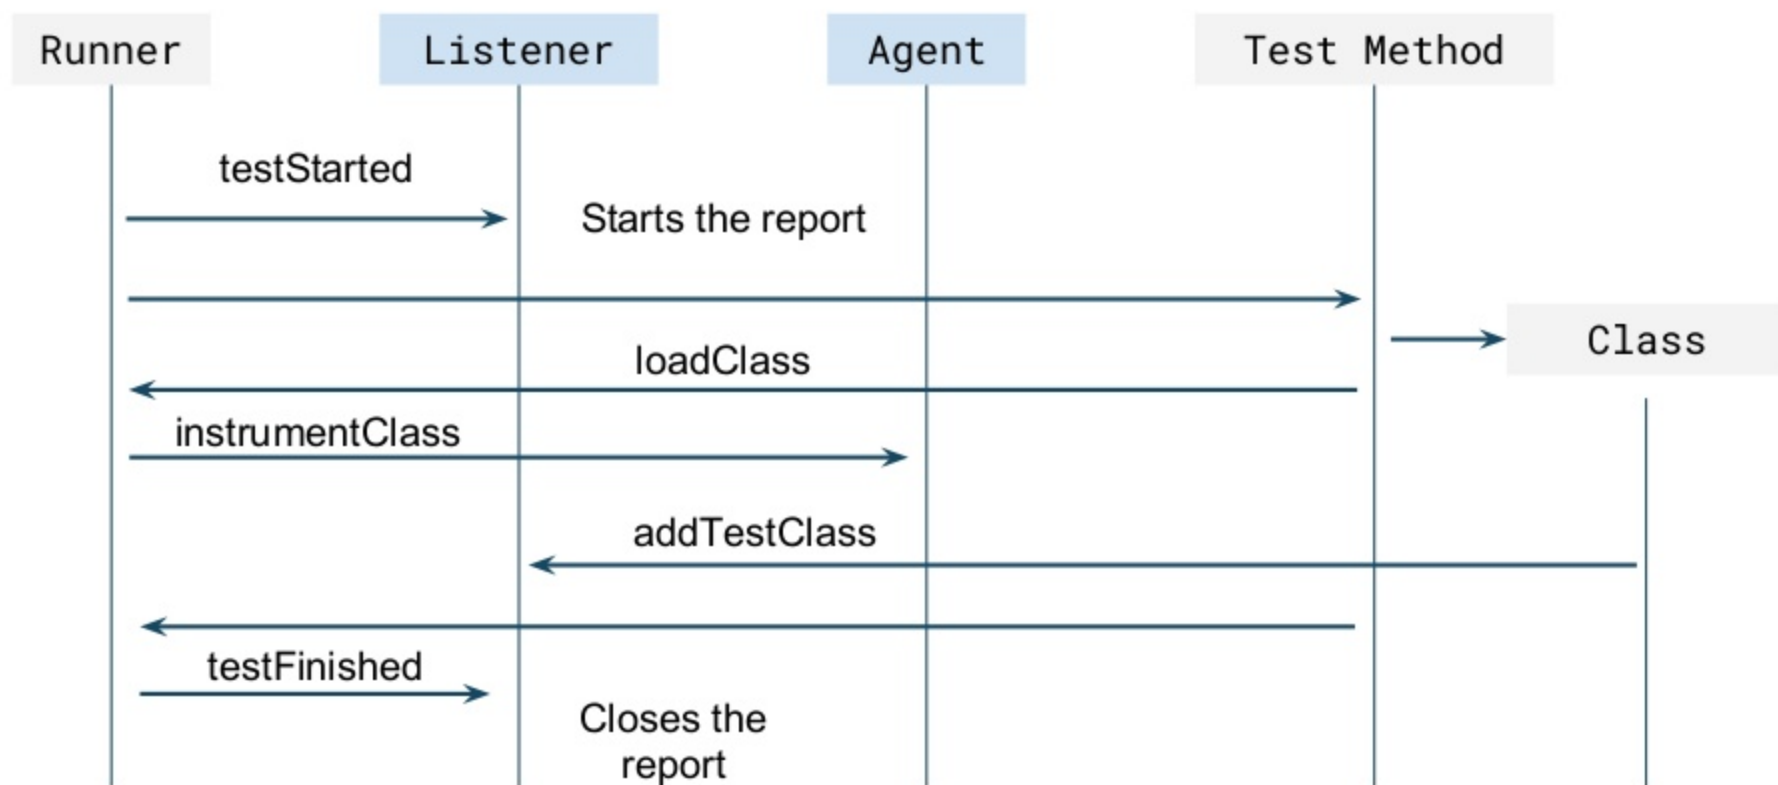 Runner
Listener
Agent
Test Method
testStarted
Starts the report
Class
loadClass
instrumentClass
addTestClass
testFinished
Closes the
report